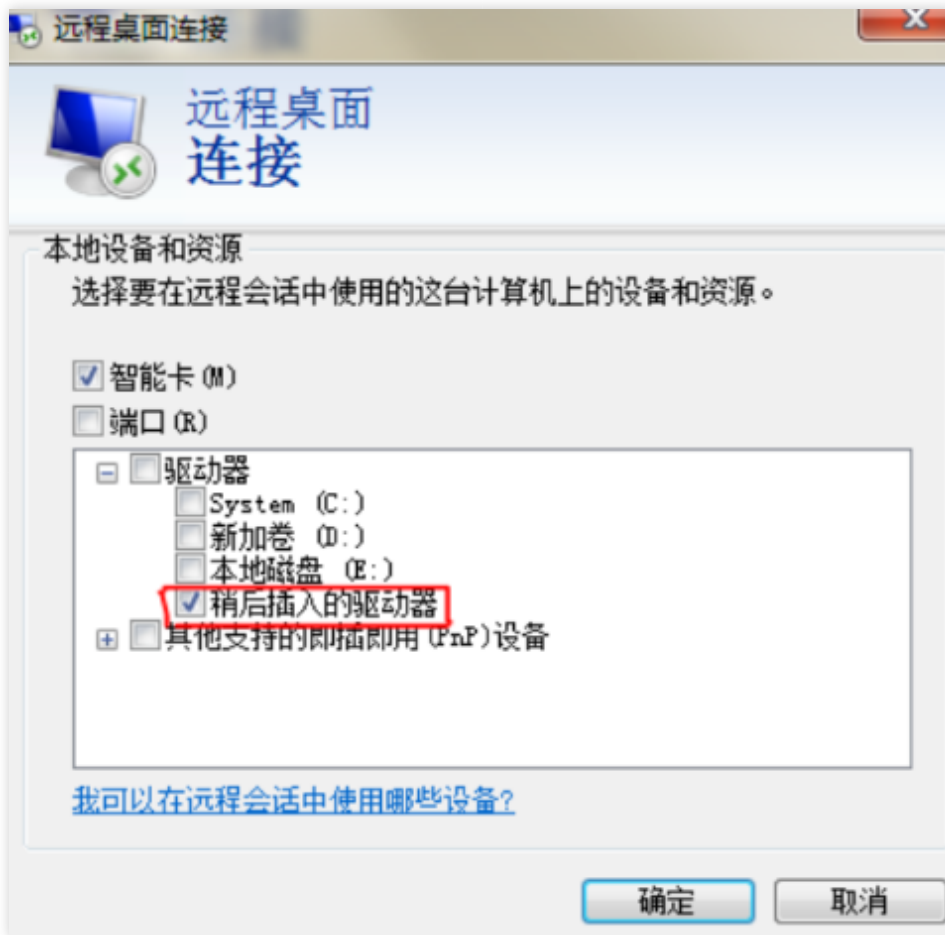 远程桌面连接
远程桌面
连接
本地设备和资源
选择要在远程会话中使用的这台计算机上的设备和资源。
智能卡(M)
端口(R)
驱动器
System (C:)
新加卷 (D:)
本地磁盘 (E:)
稍后插入的驱动器
其他支持的即插即用(PnP)设备
我可以在远程会话中使用哪些设备?
确定
取消